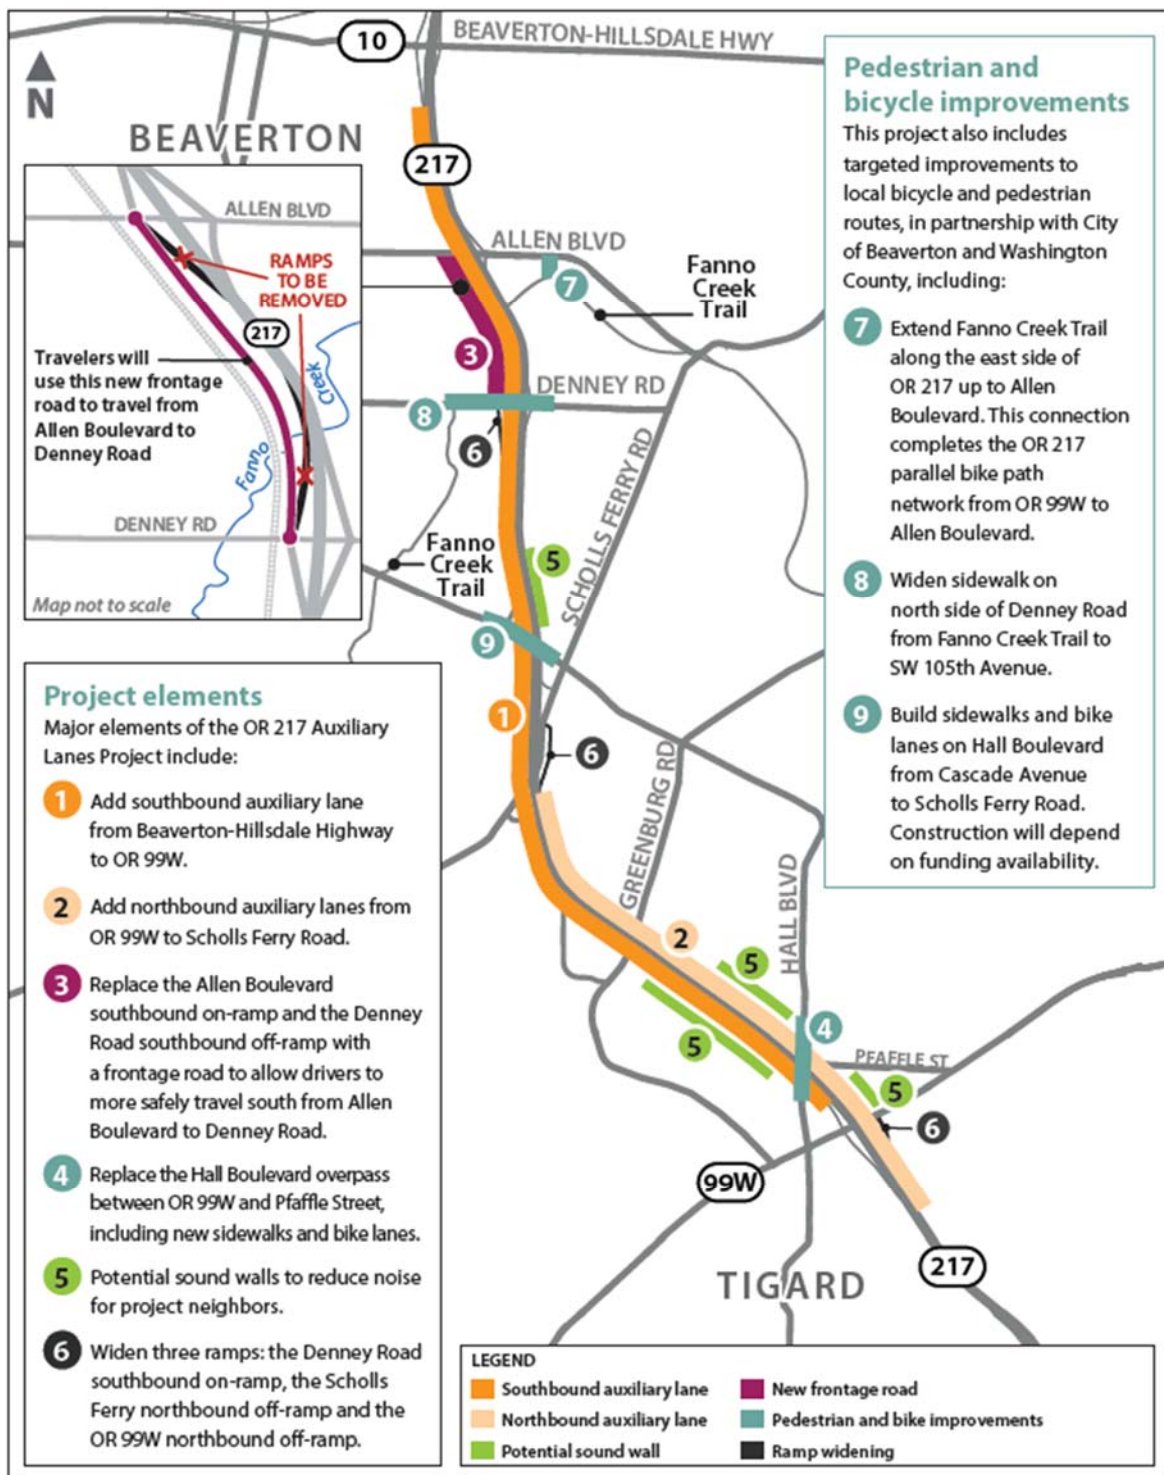 10
BEAVERTON-HILLSDALE HWY
N
BEAVERTON
217
ALLEN BLVD
7
Fanno
Creek
Trail
3
DENNEY RD
8
6
SCHOLLS FERRY RD
Fanno
Creek
Trail
5
9
1
6
GREENBURG RD
HALL BLVD
2
5
5
4
PFAFFLE ST
5
6
99W
TIGARD
217
ALLEN BLVD
RAMPS
TO BE
REMOVED
217
Travelers will
use this new frontage
road to travel from
Allen Boulevard to
Denney Road
Fanno
Creek
DENNEY RD
Map not to scale
Project elements
Major elements of the OR 217 Auxiliary
Lanes Project include:
1 Add southbound auxiliary lane
from Beaverton-Hillsdale Highway
to OR 99W.
2 Add northbound auxiliary lanes from
OR 99W to Scholls Ferry Road.
3 Replace the Allen Boulevard
southbound on-ramp and the Denney
Road southbound off-ramp with
a frontage road to allow drivers to
more safely travel south from Allen
Boulevard to Denney Road.
4 Replace the Hall Boulevard overpass
between OR 99W and Pfaffle Street,
including new sidewalks and bike lanes.
5 Potential sound walls to reduce noise
for project neighbors.
6 Widen three ramps: the Denney Road
southbound on-ramp, the Scholls
Ferry northbound off-ramp and the
OR 99W northbound off-ramp.
Pedestrian and
bicycle improvements
This project also includes
targeted improvements to
local bicycle and pedestrian
routes, in partnership with City
of Beaverton and Washington
County, including:
7 Extend Fanno Creek Trail
along the east side of
OR 217 up to Allen
Boulevard. This connection
completes the OR 217
parallel bike path
network from OR 99W to
Allen Boulevard.
8 Widen sidewalk on
north side of Denney Road
from Fanno Creek Trail to
SW 105th Avenue.
9 Build sidewalks and bike
lanes on Hall Boulevard
from Cascade Avenue
to Scholls Ferry Road.
Construction will depend
on funding availability.
LEGEND
Southbound auxiliary lane
Northbound auxiliary lane
Potential sound wall
New frontage road
Pedestrian and bike improvements
Ramp widening